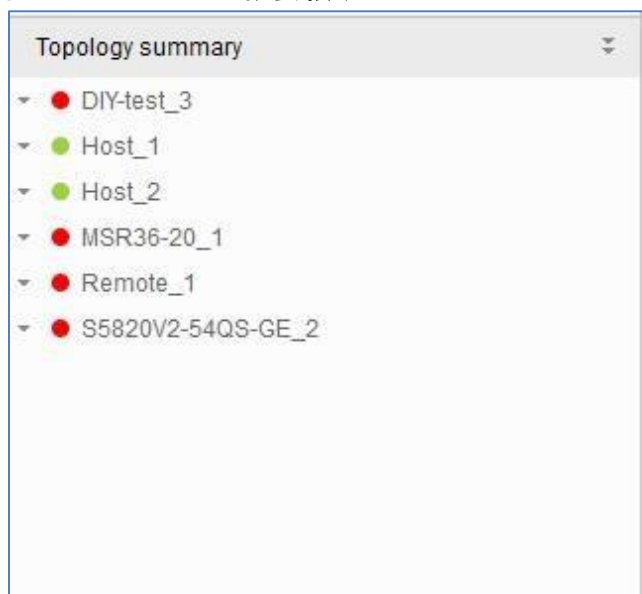 Topology summary
DIY-test_3
Host_1
Host_2
MSR36-20_1
Remote_1
S5820V2-54QS-GE_2